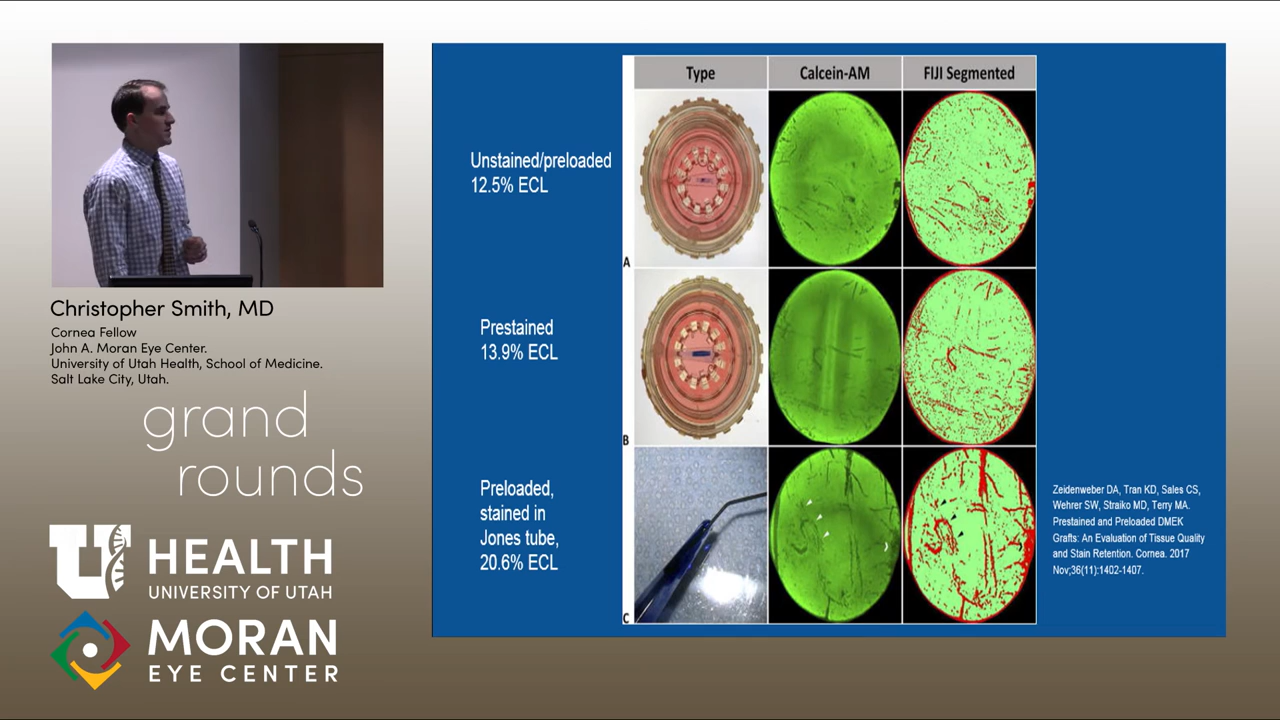 Christopher Smith, MD
Cornea Fellow
John A. Moran Eye Center.
University of Utah Health, School of Medicine.
Salt Lake City, Utah.
grand
rounds
U HEALTH
UNIVERSITY OF UTAH
MORAN
EYE CENTER
Type
Calcein-AM
FIJI Segmented
Unstained/preloaded
12.5% ECL
A
Prestained
13.9% ECL
B
Preloaded,
stained in
Jones tube,
20.6% ECL
C
Zeidenweber DA, Tran KD, Sales CS,
Wehrer SW, Straiko MD, Terry MA.
Prestained and Preloaded DMEK
Grafts: An Evaluation of Tissue Quality
and Stain Retention. Cornea. 2017
Nov;36(11):1402-1407.